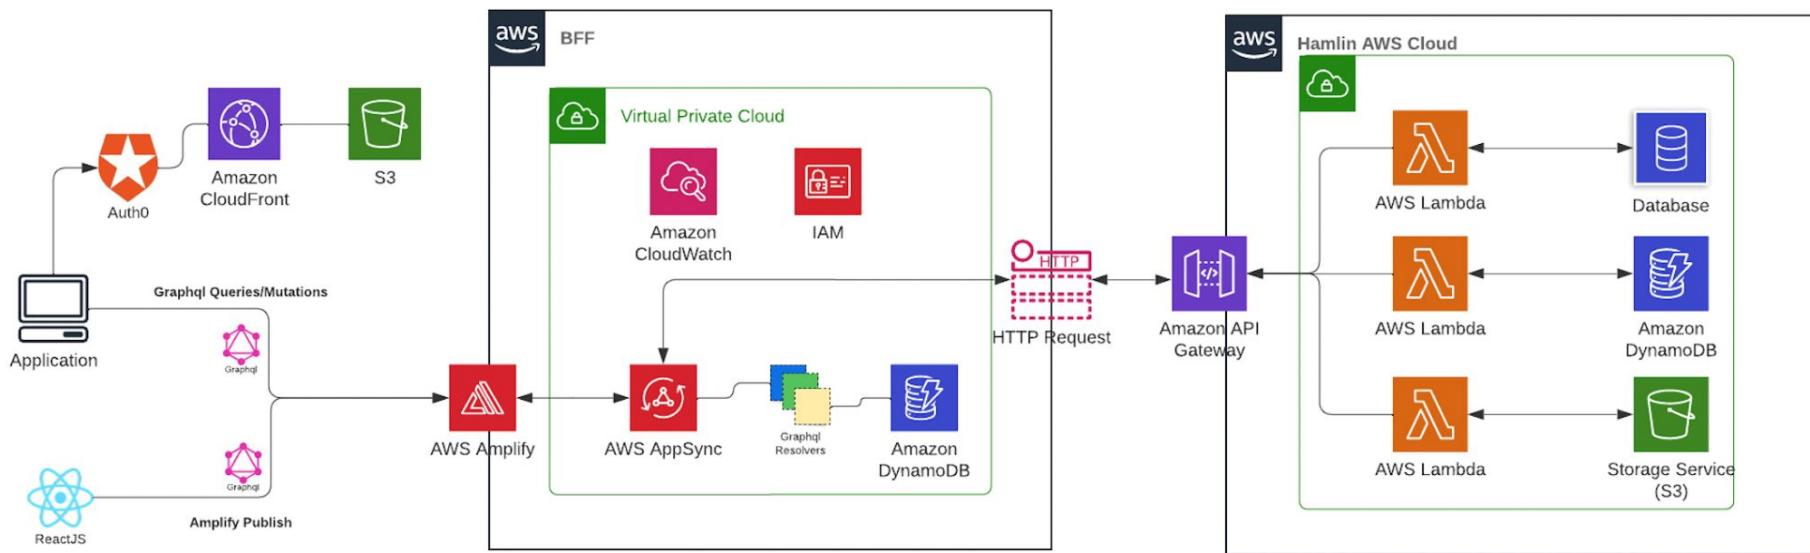 aws
BFF
aws
Hamlin AWS Cloud
Virtual Private Cloud
Auth0
Amazon
CloudFront
S3
Amazon
CloudWatch
IAM
AWS Lambda
Database
Application
Graphql Queries/Mutations
Graphql
HTTP
HTTP Request
Amazon API
Gateway
AWS Lambda
Amazon
DynamoDB
AWS Amplify
AWS AppSync
Graphql
Resolvers
Amazon
DynamoDB
AWS Lambda
Storage Service
(S3)
Graphql
Amplify Publish
ReactJS